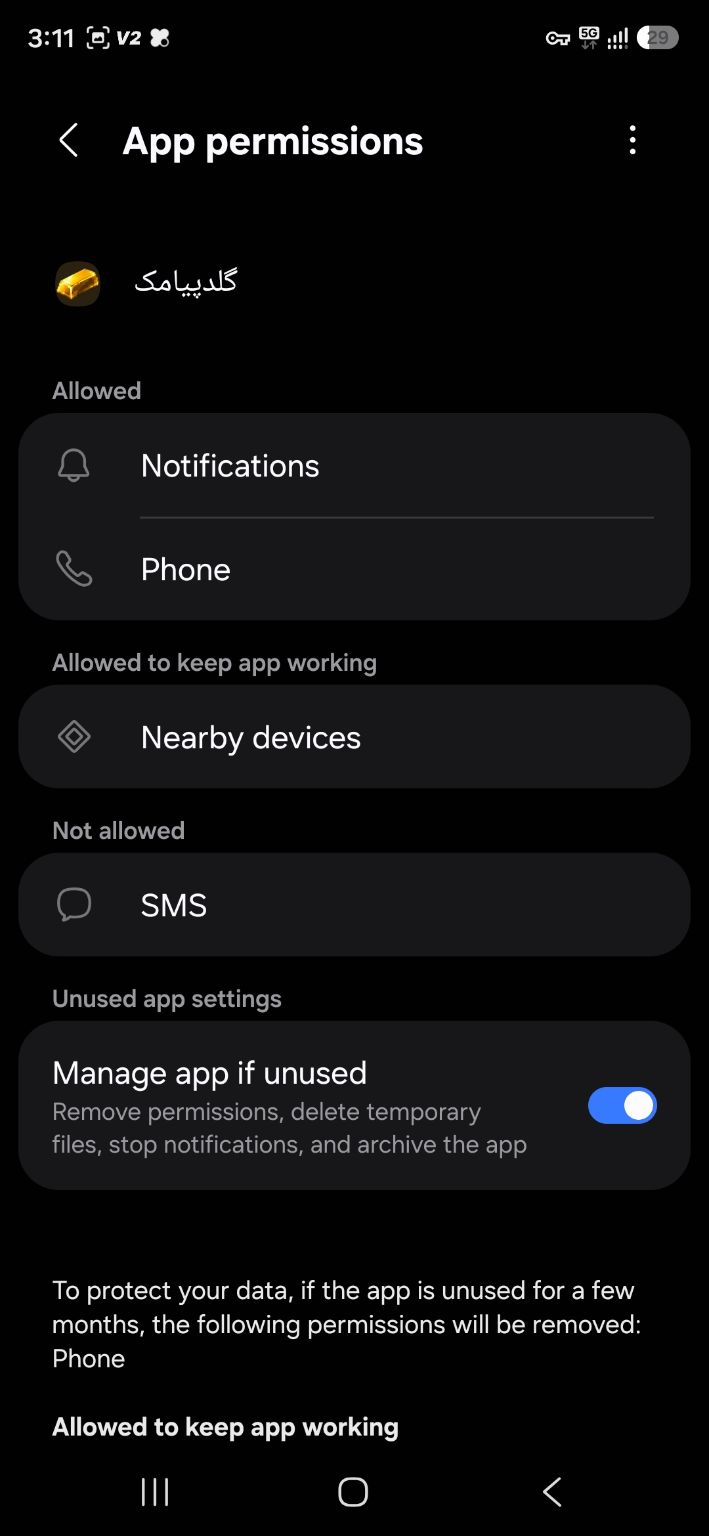 3:11 V2 5G 29
App permissions
گلدپیامک
Allowed
Notifications
Phone
Allowed to keep app working
Nearby devices
Not allowed
SMS
Unused app settings
Manage app if unused
Remove permissions, delete temporary
files, stop notifications, and archive the app
To protect your data, if the app is unused for a few
months, the following permissions will be removed:
Phone
Allowed to keep app working